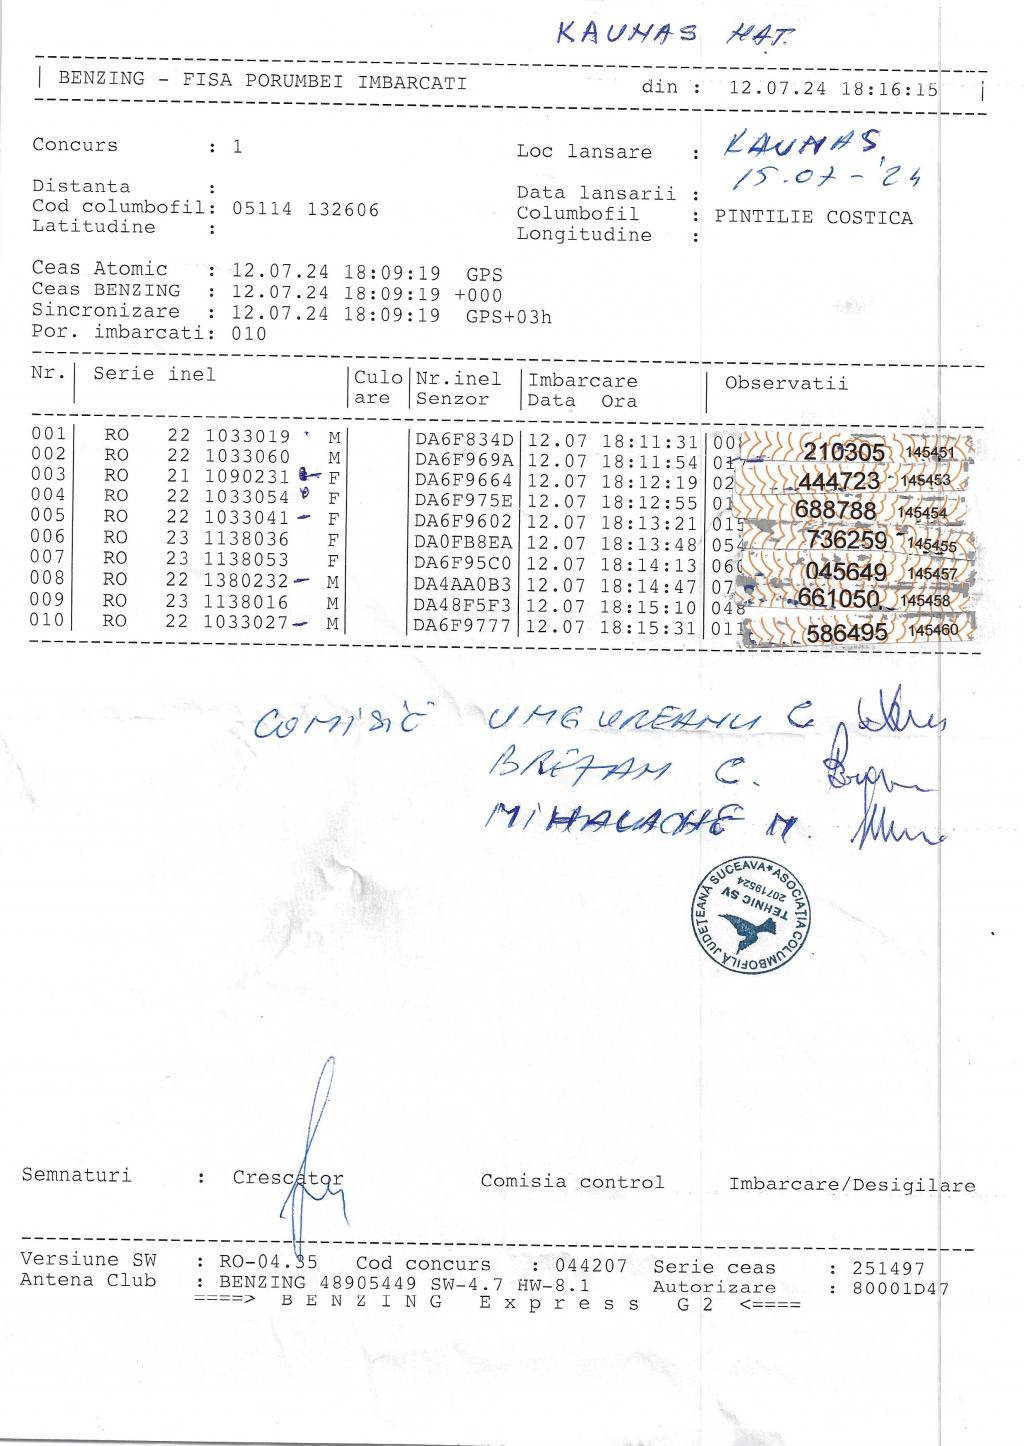 KAUNAS NAT.
| BENZING - FISA PORUMBEI IMBARCATI din : 12.07.24 18:16:15 |
Concurs : 1 Loc lansare : KAUNAS
Distanta : Data lansarii : 15.07-'24
Cod columbofil: 05114 132606 Columbofil : PINTILIE COSTICA
Latitudine : Longitudine :
Ceas Atomic : 12.07.24 18:09:19 GPS
Ceas BENZING : 12.07.24 18:09:19 +000
Sincronizare : 12.07.24 18:09:19 GPS+03h
Por. imbarcati: 010
Nr.| Serie inel |Culo|Nr.inel |Imbarcare | Observatii
|are |Senzor |Data Ora |
001 RO 22 1033019 M DA6F834D 12.07 18:11:31 210305 145451
002 RO 22 1033060 M DA6F969A 12.07 18:11:54
003 RO 21 1090231 F DA6F9664 12.07 18:12:19 444723 145453
004 RO 22 1033054 F DA6F975E 12.07 18:12:55 688788 145454
005 RO 22 1033041 F DA6F9602 12.07 18:13:21
006 RO 23 1138036 F DA0FB8EA 12.07 18:13:48 736259 145455
007 RO 23 1138053 F DA6F95C0 12.07 18:14:13 045649 145457
008 RO 22 1380232 M DA4AA0B3 12.07 18:14:47 661050 145458
009 RO 23 1138016 M DA48F5F3 12.07 18:15:10
010 RO 22 1033027 M DA6F9777 12.07 18:15:31 586495 145460
COMISIE UNGUREANU C
C.
MIHALACHE M.
ASOCIATIA COLUMBOFILĂ JUDETEANĂ SUCEAVA*
TEHNIC SV
20719524
Semnaturi : Crescator Comisia control Imbarcare/Desigilare
Versiune SW : RO-04.35 Cod concurs : 044207 Serie ceas : 251497
Antena Club : BENZING 48905449 SW-4.7 HW-8.1 Autorizare : 80001D47
====> B E N Z I N G E x p r e s s G 2 <====